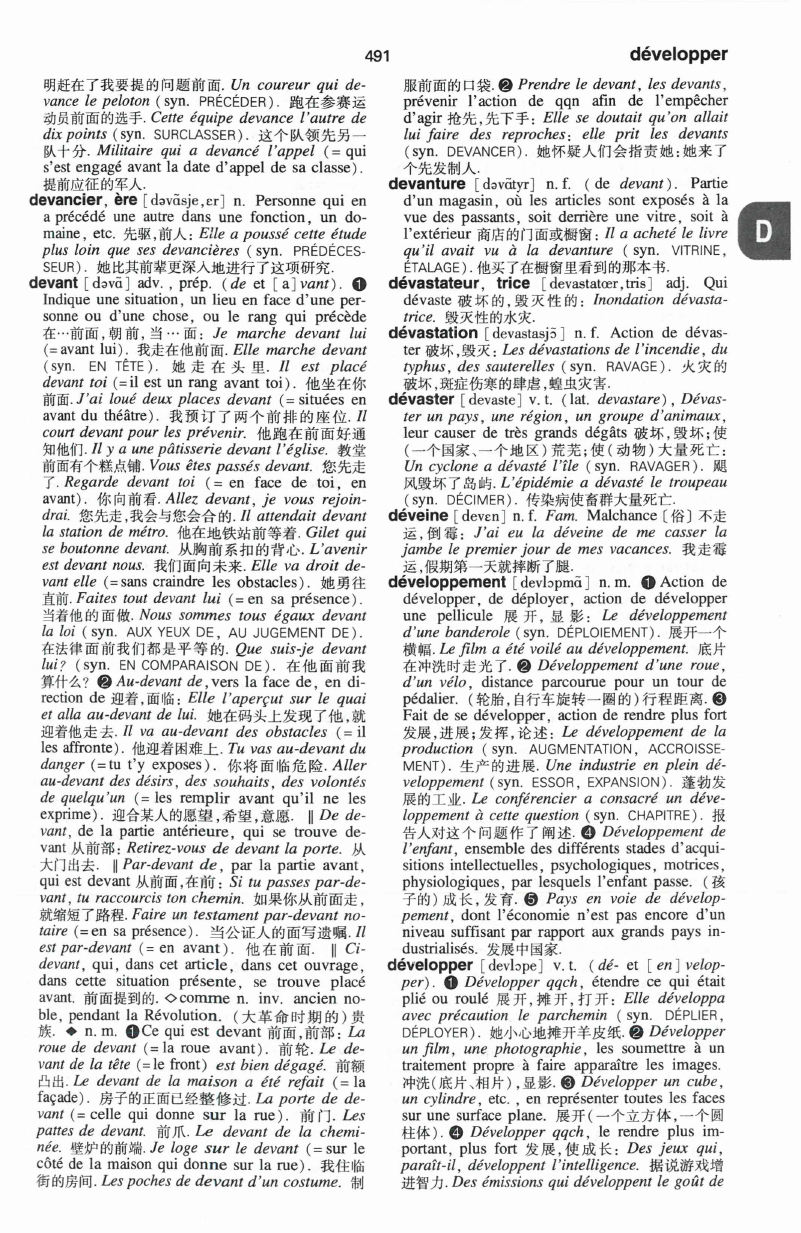 491
développer
明赶在了我要提的问题前面. Un coureur qui de-
vance le peloton (syn. PRÉCÉDER). 跑在参赛运
动员前面的选手. Cette équipe devance l'autre de
dix points (syn. SURCLASSER). 这个队领先另一
队十分. Militaire qui a devancé l'appel (= qui
s'est engagé avant la date d'appel de sa classe).
提前应征的军人.
devancier, ère [dəvɑ̃sje,ɛr] n. Personne qui en
a précédé une autre dans une fonction, un do-
maine, etc. 先驱,前人: Elle a poussé cette étude
plus loin que ses devancières (syn. PRÉDÉCES-
SEUR). 她比其前辈更深入地进行了这项研究.
devant [dəvɑ̃] adv., prép. (de et [a]vant). ❶
Indique une situation, un lieu en face d'une per-
sonne ou d'une chose, ou le rang qui précède
在…前面,朝前,当…面: Je marche devant lui
(= avant lui). 我走在他前面. Elle marche devant
(syn. EN TÊTE). 她走在头里. Il est placé
devant toi (= il est un rang avant toi). 他坐在你
前面. J'ai loué deux places devant (= situées en
avant du théâtre). 我预订了两个前排的座位. Il
court devant pour les prévenir. 他跑在前面好通
知他们. Il y a une pâtisserie devant l'église. 教堂
前面有个糕点铺. Vous êtes passés devant. 您先走
了. Regarde devant toi (= en face de toi, en
avant). 你向前看. Allez devant, je vous rejoin-
drai. 您先走,我会与您会合的. Il attendait devant
la station de métro. 他在地铁站前等着. Gilet qui
se boutonne devant. 从胸前系扣的背心. L'avenir
est devant nous. 我们面向未来. Elle va droit de-
vant elle (= sans craindre les obstacles). 她勇往
直前. Faites tout devant lui (= en sa présence).
当着他的面做. Nous sommes tous égaux devant
la loi (syn. AUX YEUX DE, AU JUGEMENT DE).
在法律面前我们都是平等的. Que suis-je devant
lui? (syn. EN COMPARAISON DE). 在他面前我
算什么? ❷ Au-devant de, vers la face de, en di-
rection de 迎着,面临: Elle l'aperçut sur le quai
et alla au-devant de lui. 她在码头上发现了他,就
迎着他走去. Il va au-devant des obstacles (= il
les affronte). 他迎着困难上. Tu vas au-devant du
danger (= tu t'y exposes). 你将面临危险. Aller
au-devant des désirs, des souhaits, des volontés
de quelqu'un (= les remplir avant qu'il ne les
exprime). 迎合某人的愿望,希望,意愿. ‖ De de-
vant, de la partie antérieure, qui se trouve de-
vant 从前部: Retirez-vous de devant la porte. 从
大门出去. ‖ Par-devant de, par la partie avant,
qui est devant 从前面,在前: Si tu passes par-de-
vant, tu raccourcis ton chemin. 如果你从前面走,
就缩短了路程. Faire un testament par-devant no-
taire (= en sa présence). 当公证人的面写遗嘱. Il
est par-devant (= en avant). 他在前面. ‖ Ci-
devant, qui, dans cet article, dans cet ouvrage,
dans cette situation présente, se trouve placé
avant. 前面提到的. ◇ comme n. inv. ancien no-
ble, pendant la Révolution. (大革命时期的)贵
族. ◆ n. m. ❶ Ce qui est devant 前面,前部: La
roue de devant (= la roue avant). 前轮. Le de-
vant de la tête (= le front) est bien dégagé. 前额
凸出. Le devant de la maison a été refait (= la
façade). 房子的正面已经整修过. La porte de de-
vant (= celle qui donne sur la rue). 前门. Les
pattes de devant. 前爪. Le devant de la chemi-
née. 壁炉的前端. Je loge sur le devant (= sur le
côté de la maison qui donne sur la rue). 我住临
街的房间. Les poches de devant d'un costume. 制
服前面的口袋. ❷ Prendre le devant, les devants,
prévenir l'action de qqn afin de l'empêcher
d'agir 抢先,先下手: Elle se doutait qu'on allait
lui faire des reproches: elle prit les devants
(syn. DEVANCER). 她怀疑人们会指责她:她来了
个先发制人.
devanture [dəvɑ̃tyr] n.f. (de devant). Partie
d'un magasin, où les articles sont exposés à la
vue des passants, soit derrière une vitre, soit à
l'extérieur 商店的门面或橱窗: Il a acheté le livre
qu'il avait vu à la devanture (syn. VITRINE,
ÉTALAGE). 他买了在橱窗里看到的那本书.
D
dévastateur, trice [devastatœr,tris] adj. Qui
dévaste 破坏的,毁灭性的: Inondation dévasta-
trice. 毁灭性的水灾.
dévastation [devastasjɔ̃] n.f. Action de dévas-
ter 破坏,毁灭: Les dévastations de l'incendie, du
typhus, des sauterelles (syn. RAVAGE). 火灾的
破坏,斑症伤寒的肆虐,蝗虫灾害.
dévaster [devaste] v.t. (lat. devastare), Dévas-
ter un pays, une région, un groupe d'animaux,
leur causer de très grands dégâts 破坏,毁坏;使
(一个国家、一个地区)荒芜;使(动物)大量死亡:
Un cyclone a dévasté l'île (syn. RAVAGER). 飓
风毁坏了岛屿. L'épidémie a dévasté le troupeau
(syn. DÉCIMER). 传染病使畜群大量死亡.
déveine [devɛn] n.f. Fam. Malchance〔俗〕不走
运,倒霉: J'ai eu la déveine de me casser la
jambe le premier jour de mes vacances. 我走霉
运,假期第一天就摔断了腿.
développement [devlɔpmɑ̃] n.m. ❶ Action de
développer, de déployer, action de développer
une pellicule 展开,显影: Le développement
d'une banderole (syn. DÉPLOIEMENT). 展开一个
横幅. Le film a été voilé au développement. 底片
在冲洗时走光了. ❷ Développement d'une roue,
d'un vélo, distance parcourue pour un tour de
pédalier. (轮胎,自行车旋转一圈的)行程距离. ❸
Fait de se développer, action de rendre plus fort
发展,进展;发挥,论述: Le développement de la
production (syn. AUGMENTATION, ACCROISSE-
MENT). 生产的进展. Une industrie en plein dé-
veloppement (syn. ESSOR, EXPANSION). 蓬勃发
展的工业. Le conférencier a consacré un déve-
loppement à cette question (syn. CHAPITRE). 报
告人对这个问题作了阐述. ❹ Développement de
l'enfant, ensemble des différents stades d'acqui-
sitions intellectuelles, psychologiques, motrices,
physiologiques, par lesquels l'enfant passe. (孩
子的)成长,发育. ❺ Pays en voie de dévelop-
pement, dont l'économie n'est pas encore d'un
niveau suffisant par rapport aux grands pays in-
dustrialisés. 发展中国家.
développer [devlɔpe] v.t. (dé- et [en]velop-
per). ❶ Développer qqch, étendre ce qui était
plié ou roulé 展开,摊开,打开: Elle développa
avec précaution le parchemin (syn. DÉPLIER,
DÉPLOYER). 她小心地摊开羊皮纸. ❷ Développer
un film, une photographie, les soumettre à un
traitement propre à faire apparaître les images.
冲洗(底片、相片),显影. ❸ Développer un cube,
un cylindre, etc., en représenter toutes les faces
sur une surface plane. 展开(一个立方体,一个圆
柱体). ❹ Développer qqch, le rendre plus im-
portant, plus fort 发展,使成长: Des jeux qui,
paraît-il, développent l'intelligence. 据说游戏增
进智力. Des émissions qui développent le goût de